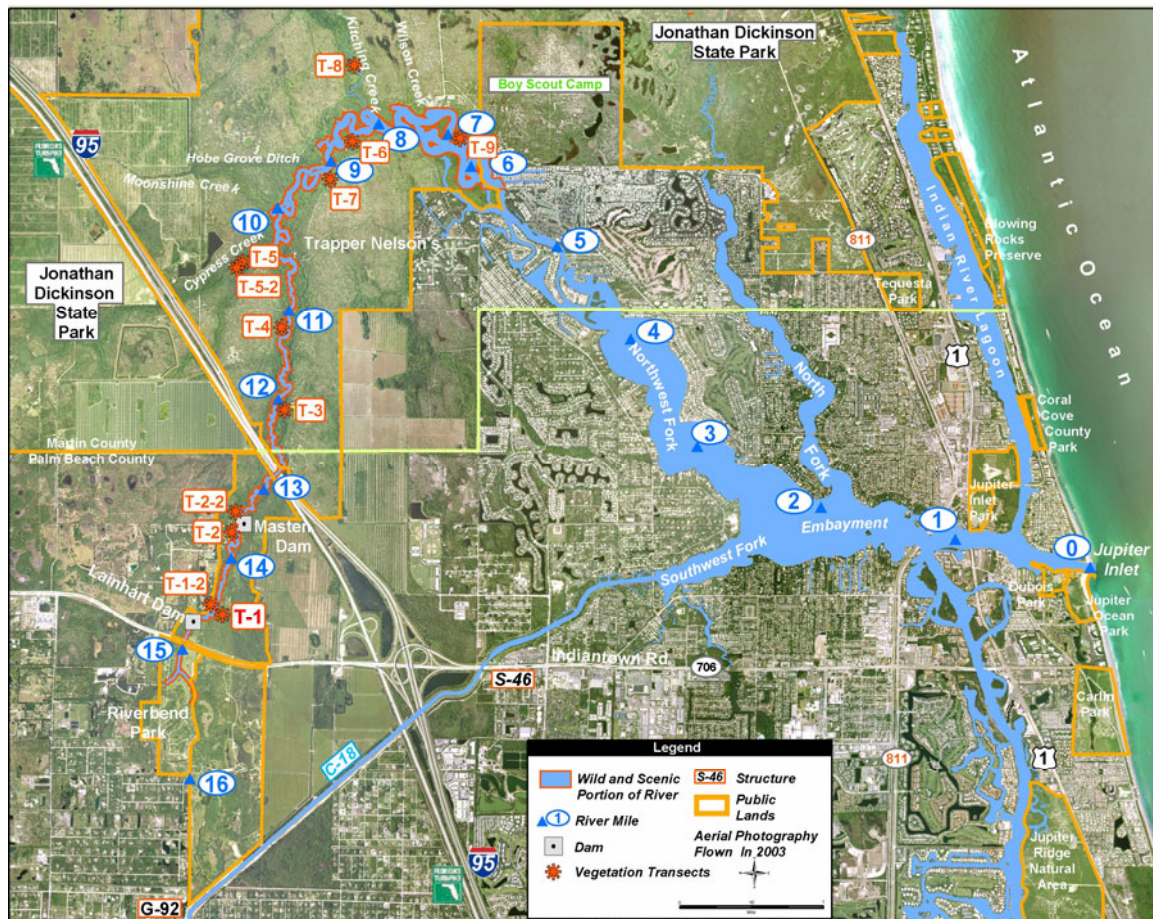 Jonathan Dickinson
State Park
Atlantic Ocean
Kitching Creek
Wilson Creek
T-8
Boy Scout Camp
95
FLORIDA'S
TURNPIKE
7
8
T-9
T-6
6
Hobe Grove Ditch
9
T-7
Moonshine Creek
10
Indian River Lagoon
Blowing
Rocks
Preserve
811
Trapper Nelson's
5
Cypress Creek
T-5
T-5-2
Jonathan
Dickinson
State
Park
Tequesta
Park
11
T-4
4
1
Northwest Fork
North
Fork
12
T-3
Coral
Cove
County
Park
3
Martin County
Palm Beach County
13
T-2-2
Masten
Dam
T-2
Jupiter
Inlet
Park
2
Embayment
1
0
Jupiter
Inlet
14
Southwest Fork
Lainhart Dam
T-1-2
T-1
Dubois
Park
Jupiter
Ocean
Park
15
Indiantown Rd.
706
S-46
Riverbend
Park
Carlin
Park
C-18
16
811
1
Legend
Wild and Scenic
Portion of River
S-46
Structure
1
River Mile
Public
Lands
Dam
Aerial Photography
Flown In 2003
Vegetation Transects
95
FLORIDA'S
TURNPIKE
Jupiter
Ridge
Natural
Area
G-92